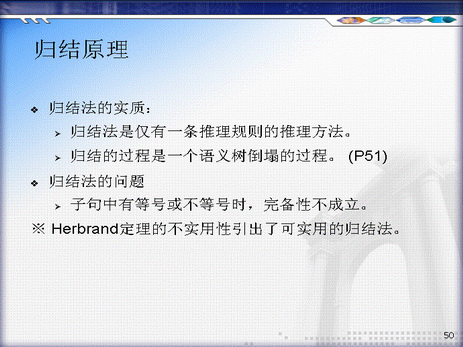 归结原理
❖ 归结法的实质：
➢ 归结法是仅有一条推理规则的推理方法。
➢ 归结的过程是一个语义树倒塌的过程。 (P51)
❖ 归结法的问题
➢ 子句中有等号或不等号时，完备性不成立。
※ Herbrand定理的不实用性引出了可实用的归结法。
50